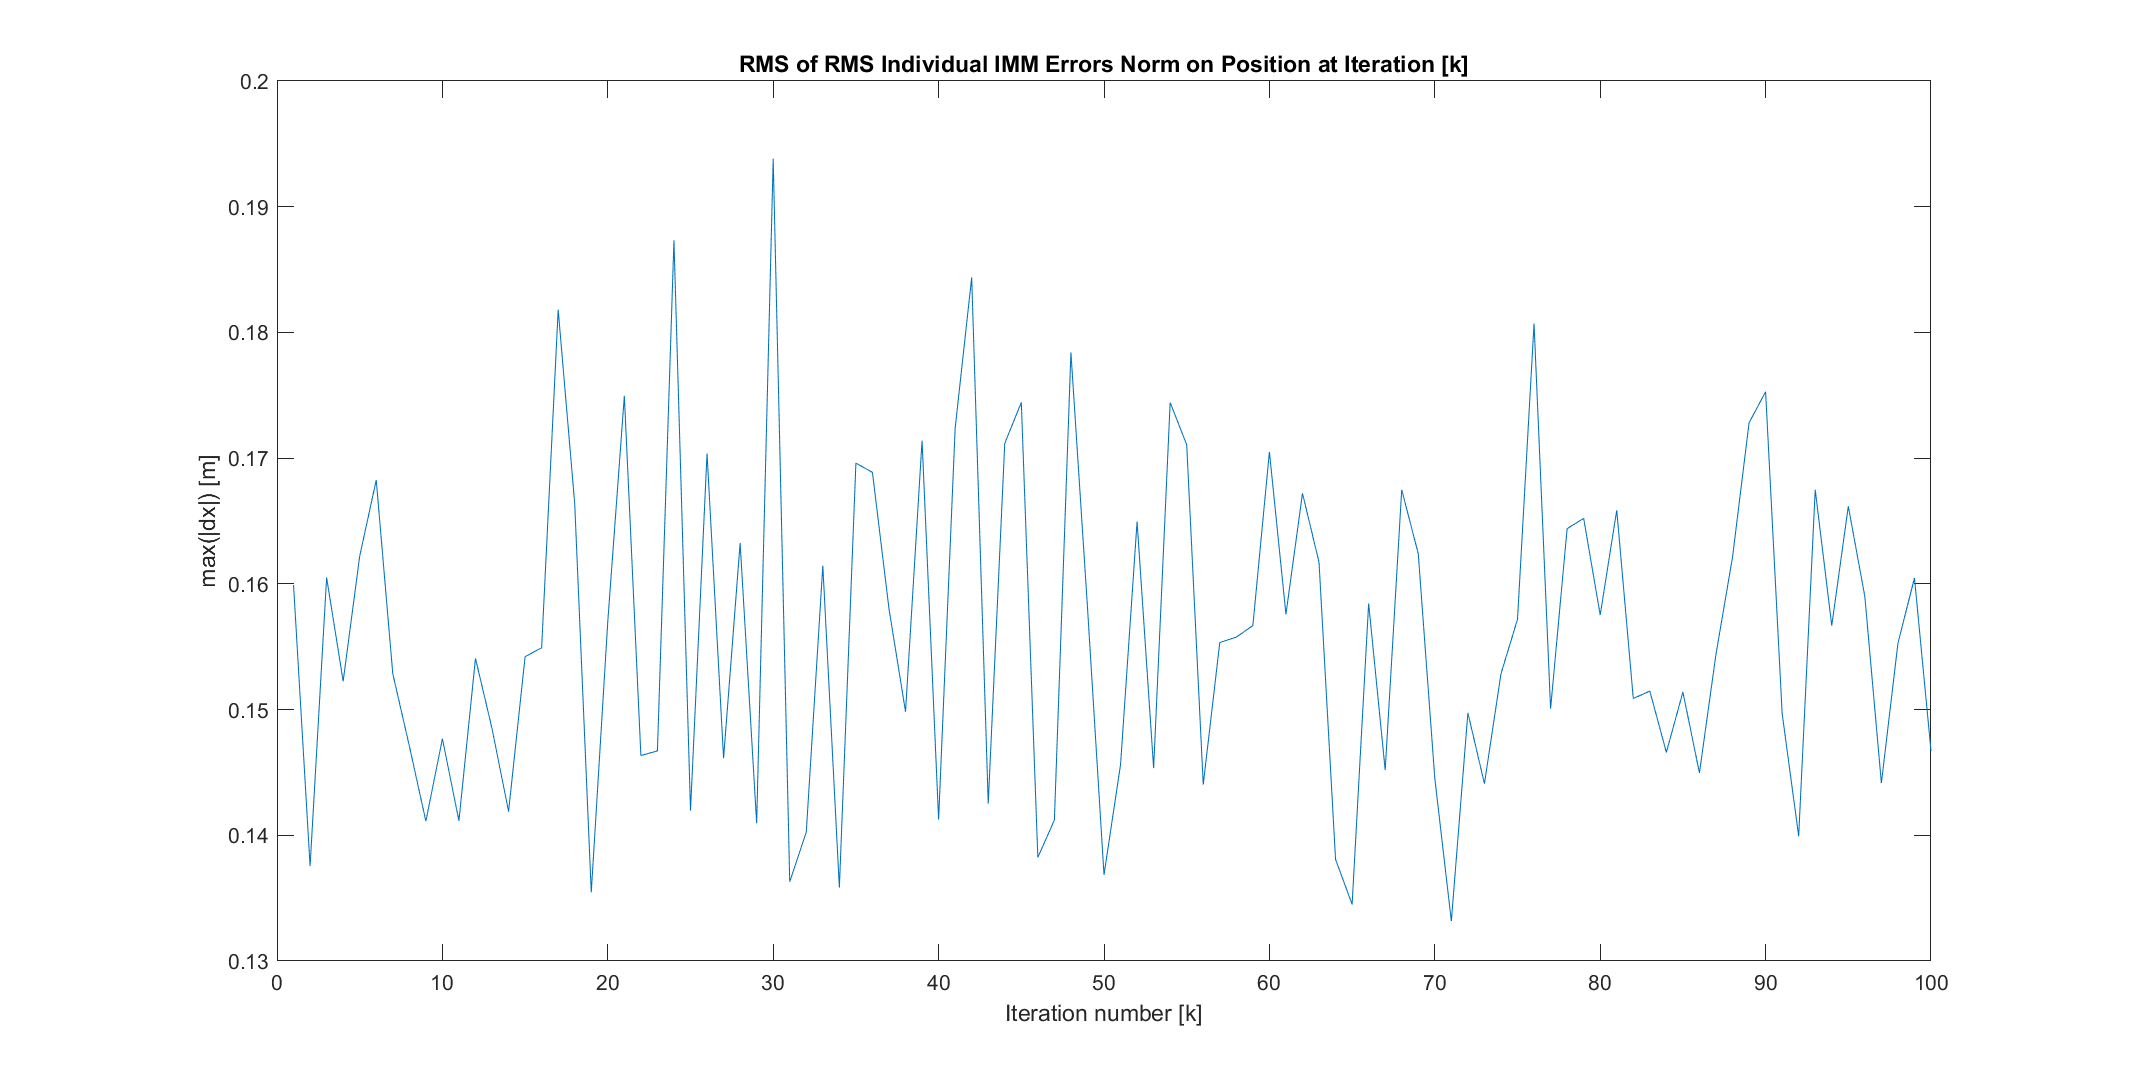 RMS of RMS Individual IMM Errors Norm on Position at Iteration [k]
0.2
0.19
0.18
0.17
0.16
0.15
0.14
0.13
max(|dx|) [m]
0 10 20 30 40 50 60 70 80 90 100
Iteration number [k]